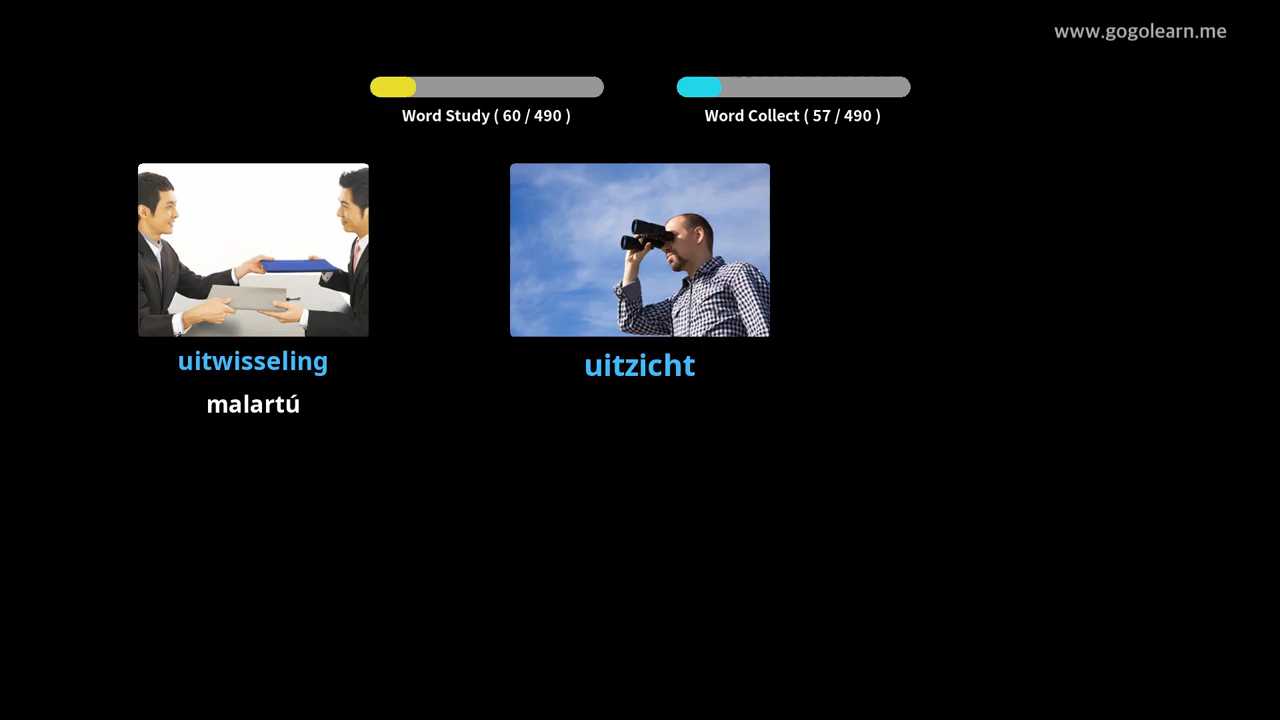 www.gogolearn.me
Word Study ( 60 / 490 )
Word Collect ( 57 / 490 )
uitwisseling
malartú
uitzicht